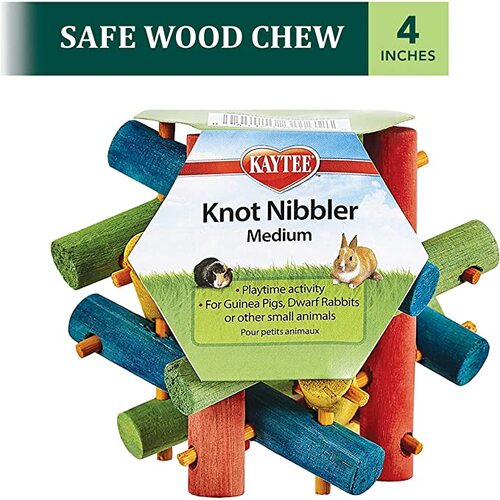 SAFE WOOD CHEW
4
INCHES
KAYTEE
Knot Nibbler
Medium
• Playtime activity
• For Guinea Pigs, Dwarf Rabbits
or other small animals
Pour petits animaux